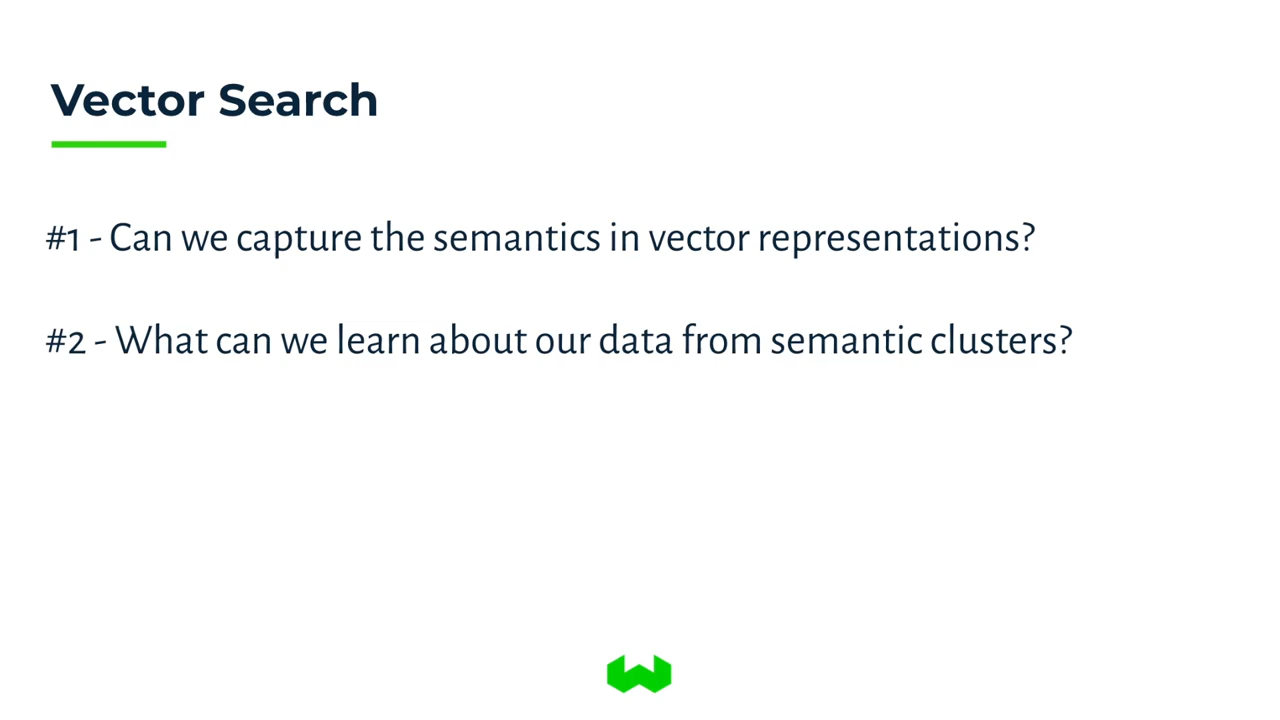 Vector Search
#1 - Can we capture the semantics in vector representations?
#2 - What can we learn about our data from semantic clusters?